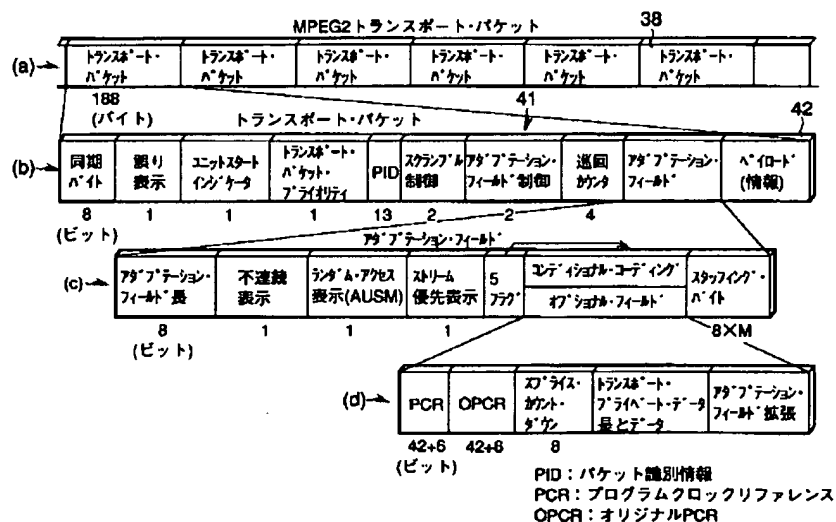 MPEG2トランスポート・パケット
38
(a)
トランスポート・パケット
トランスポート・パケット
トランスポート・パケット
トランスポート・パケット
トランスポート・パケット
トランスポート・パケット
188
(バイト)
トランスポート・パケット
41
42
(b)
同期バイト
誤り表示
ユニットスタートインジケータ
トランスポート・パケット・プライオリティ
PID
スクランブル制御
アダプテーション・フィールド制御
巡回カウンタ
アダプテーション・フィールド
ペイロード(情報)
8 1 1 1 13 2 2 4
(ビット)
アダプテーション・フィールド
(c)
アダプテーション・フィールド長
不連続表示
ランダム・アクセス表示(AUSM)
ストリーム優先表示
5フラグ
コンディショナル・コーディング
オプショナル・フィールド
スタッフィング・バイト
8 1 1 1 8×M
(ビット)
(d)
PCR
OPCR
スプライス・カウント・ダウン
トランスポート・プライベート・データ長とデータ
アダプテーション・フィールド拡張
42+6 42+6 8
(ビット)
PID：パケット識別情報
PCR：プログラムクロックリファレンス
OPCR：オリジナルPCR